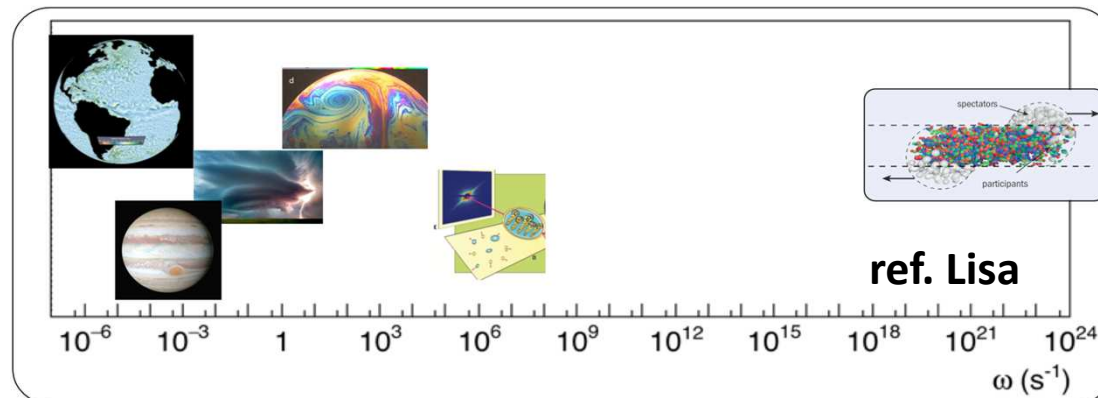 d
spectators
participants
c
B
ref. Lisa
10⁻⁶ 10⁻³ 1 10³ 10⁶ 10⁹ 10¹² 10¹⁵ 10¹⁸ 10²¹ 10²⁴
ω (s⁻¹)